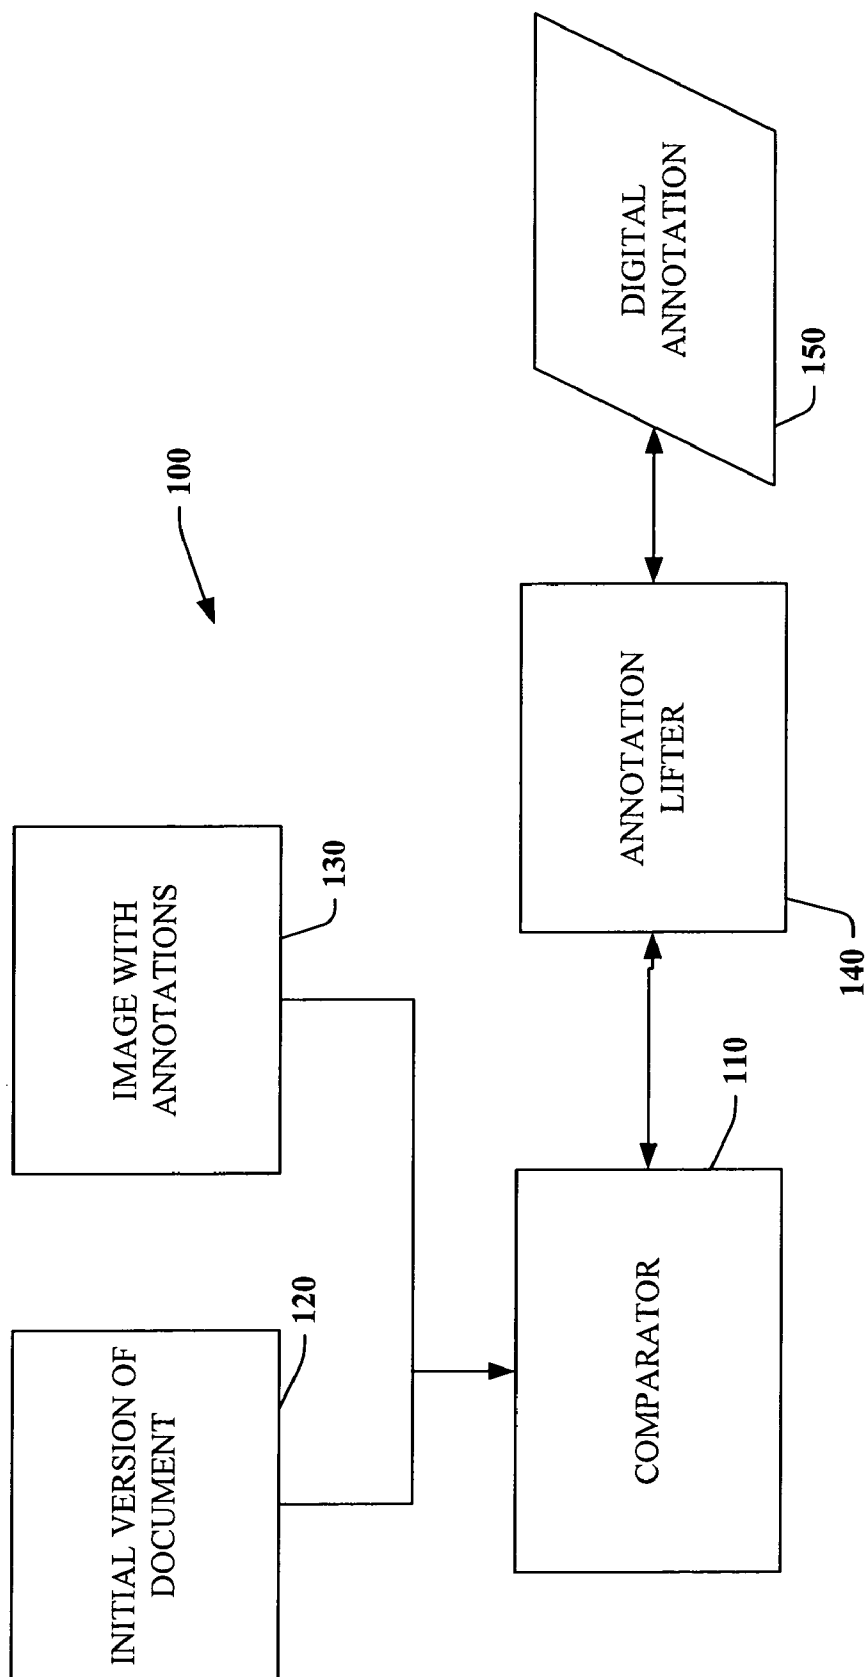 INITIAL VERSION OF
DOCUMENT
120
IMAGE WITH
ANNOTATIONS
130
100
COMPARATOR
110
ANNOTATION
LIFTER
140
DIGITAL
ANNOTATION
150